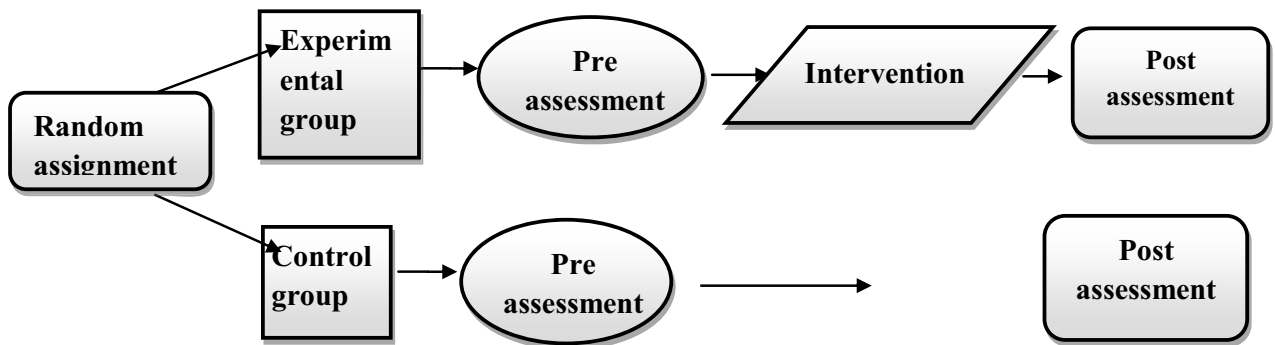 Random
assignment
Experim
ental
group
Pre
assessment
Intervention
Post
assessment
Control
group
Pre
assessment
Post
assessment